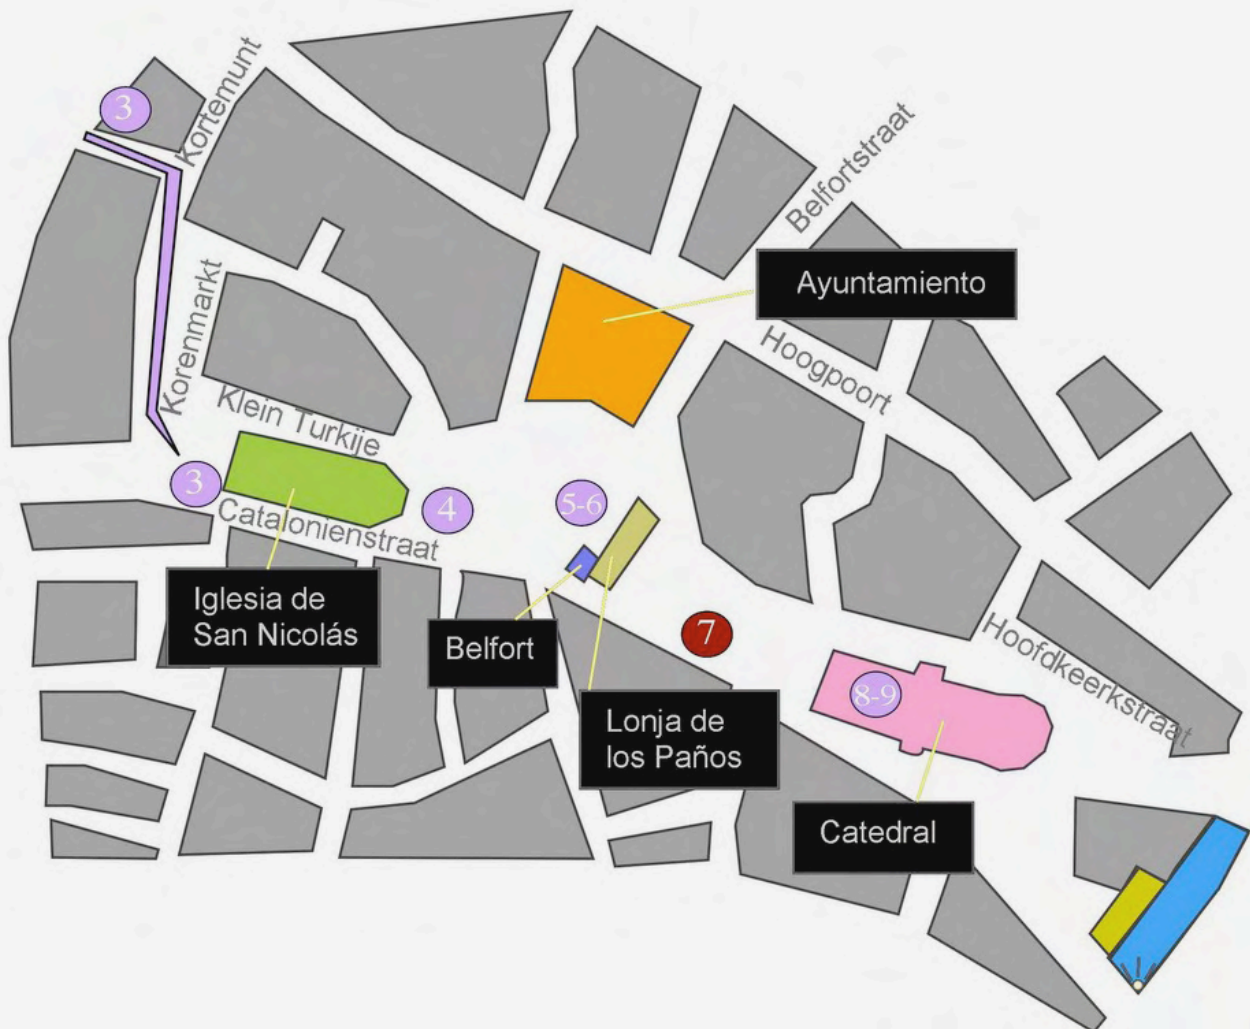 3
Kortemunt
Belfortstraat
Ayuntamiento
Korenmarkt
Hoogpoort
Klein Turkije
3
4
5-6
Catalonienstraat
Iglesia de
San Nicolás
Belfort
7
Hoofdkeerkstraat
8-9
Lonja de
los Paños
Catedral